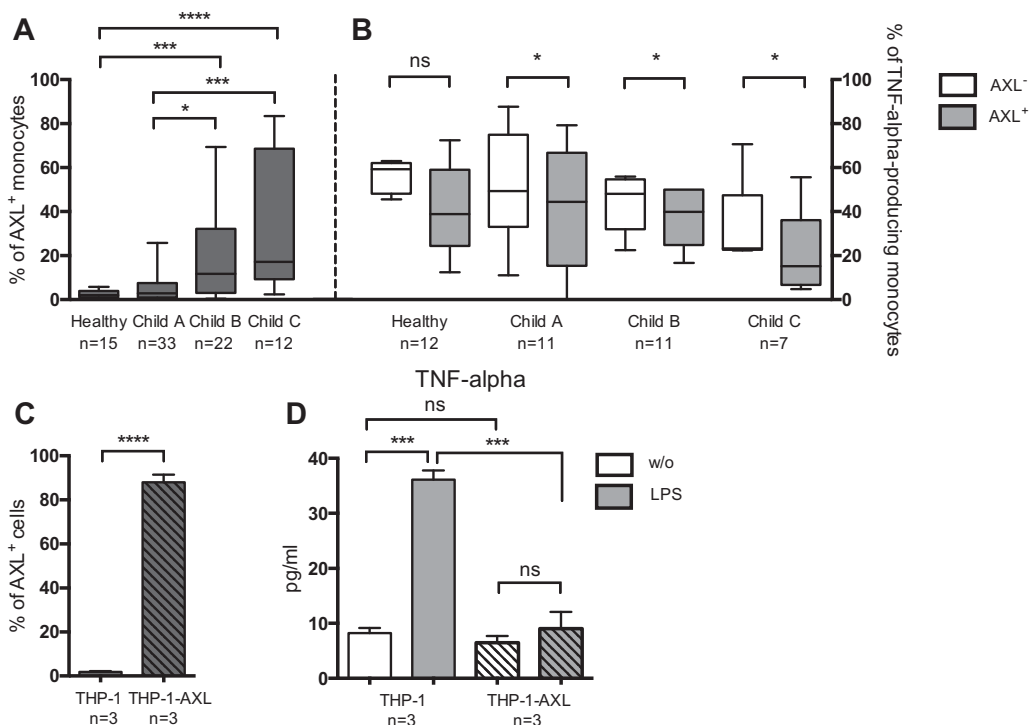 A
****
***
***
*
% of AXL+ monocytes
100
80
60
40
20
0
Healthy Child A Child B Child C
n=15 n=33 n=22 n=12
B
ns
*
*
*
100
80
60
40
20
0
% of TNF-alpha-producing monocytes
AXL-
AXL+
Healthy Child A Child B Child C
n=12 n=11 n=11 n=7
C
****
% of AXL+ cells
100
80
60
40
20
0
THP-1 THP-1-AXL
n=3 n=3
TNF-alpha
D
ns
***
***
ns
pg/ml
40
30
20
10
0
w/o
LPS
THP-1 THP-1-AXL
n=3 n=3